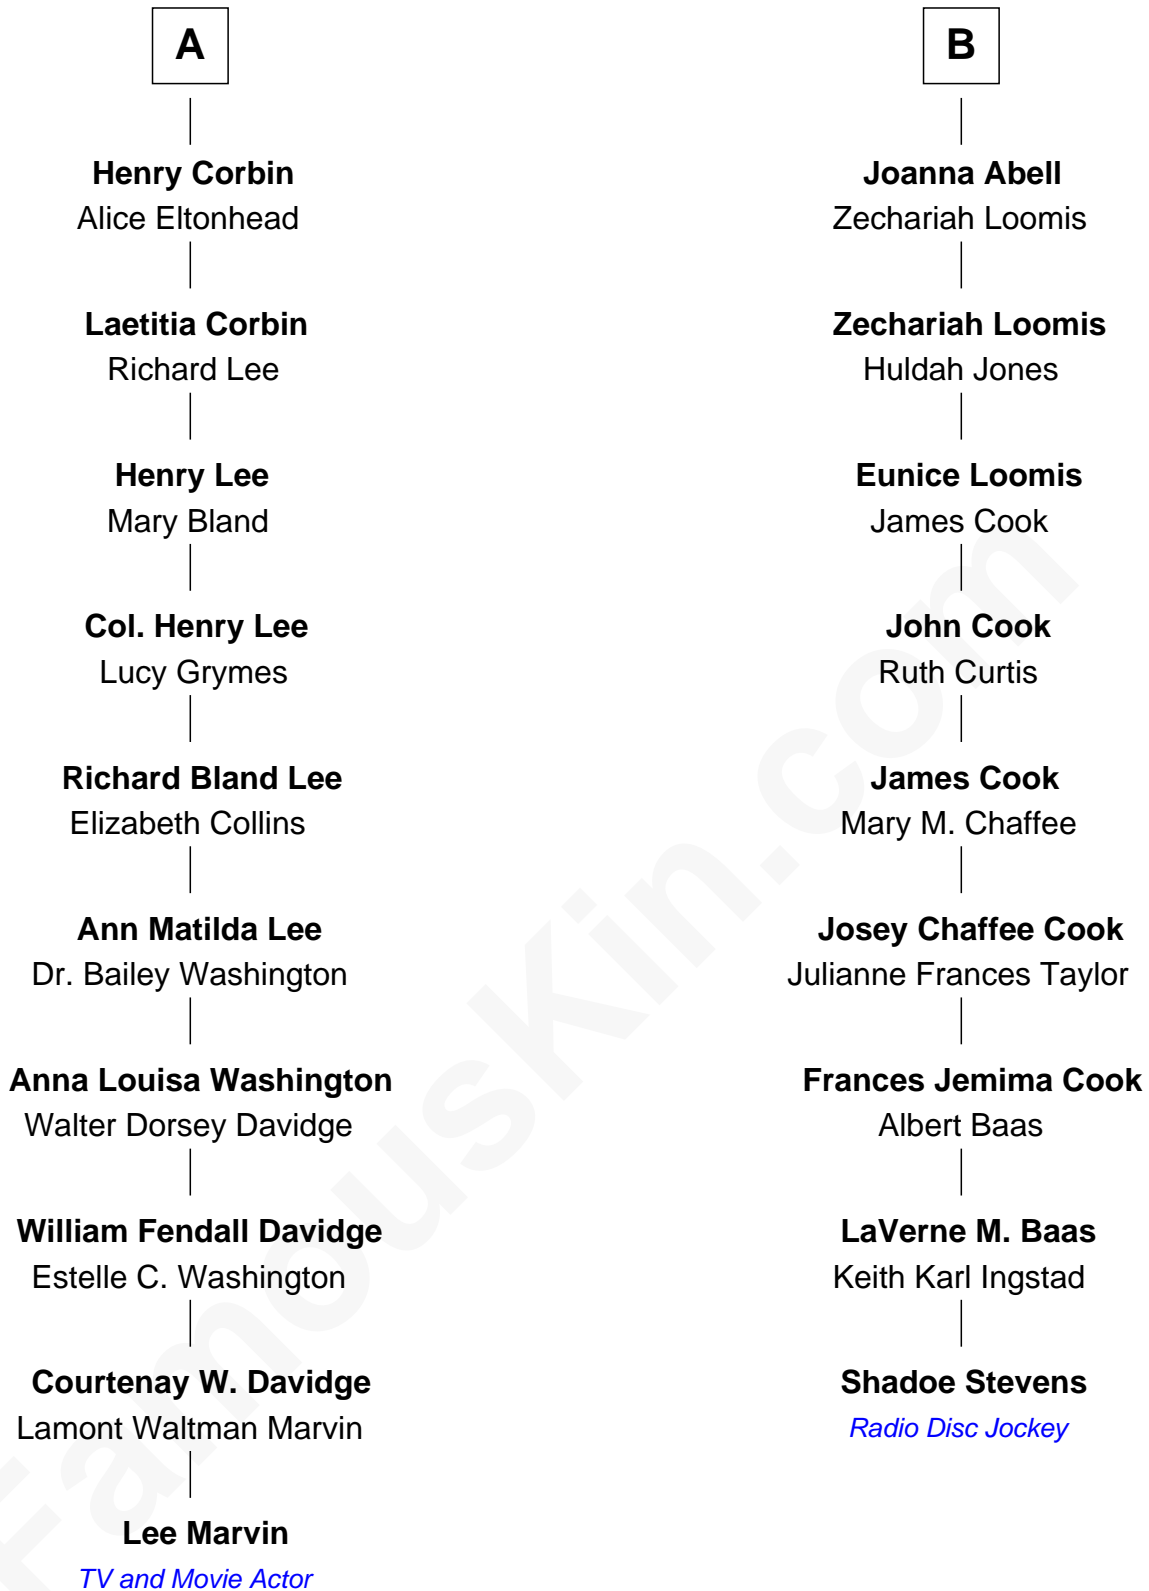 A
Henry Corbin
Alice Eltonhead
Laetitia Corbin
Richard Lee
Henry Lee
Mary Bland
Col. Henry Lee
Lucy Grymes
Richard Bland Lee
Elizabeth Collins
Ann Matilda Lee
Dr. Bailey Washington
Anna Louisa Washington
Walter Dorsey Davidge
William Fendall Davidge
Estelle C. Washington
Courtenay W. Davidge
Lamont Waltman Marvin
Lee Marvin
TV and Movie Actor
B
Joanna Abell
Zechariah Loomis
Zechariah Loomis
Huldah Jones
Eunice Loomis
James Cook
John Cook
Ruth Curtis
James Cook
Mary M. Chaffee
Josey Chaffee Cook
Julianne Frances Taylor
Frances Jemima Cook
Albert Baas
LaVerne M. Baas
Keith Karl Ingstad
Shadoe Stevens
Radio Disc Jockey
FamousKin.com